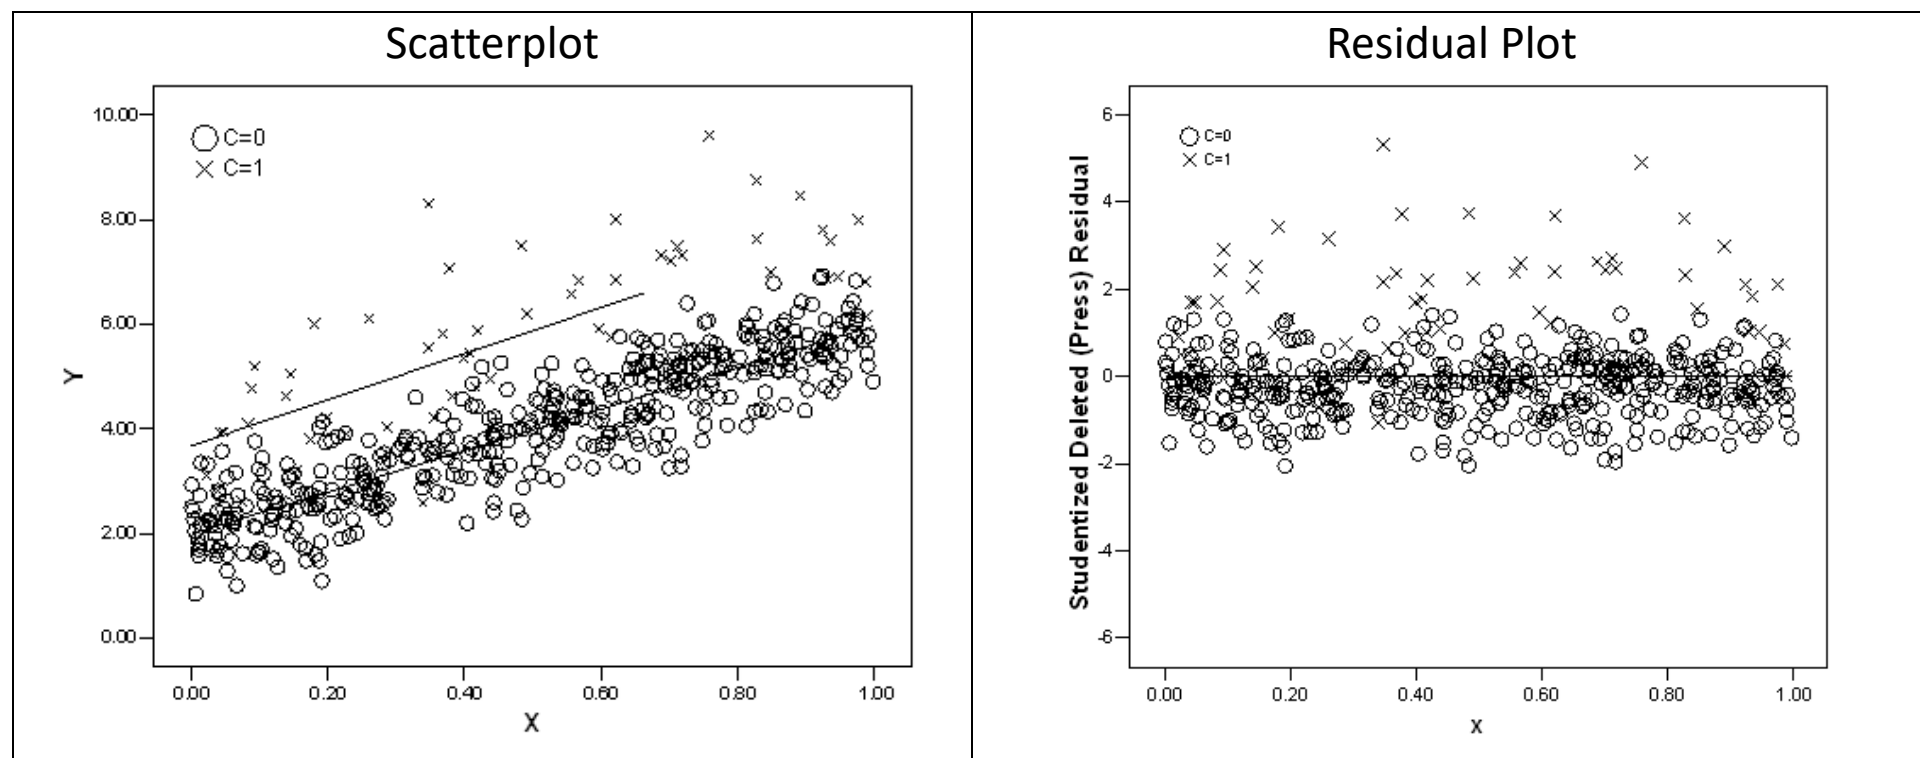 Scatterplot
10.00
8.00
6.00
4.00
2.00
0.00
Y
C=0
C=1
0.00 0.20 0.40 0.60 0.80 1.00
X
Residual Plot
6
4
2
0
-2
-4
-6
Studentized Deleted (Press) Residual
C=0
C=1
0.00 0.20 0.40 0.60 0.80 1.00
X